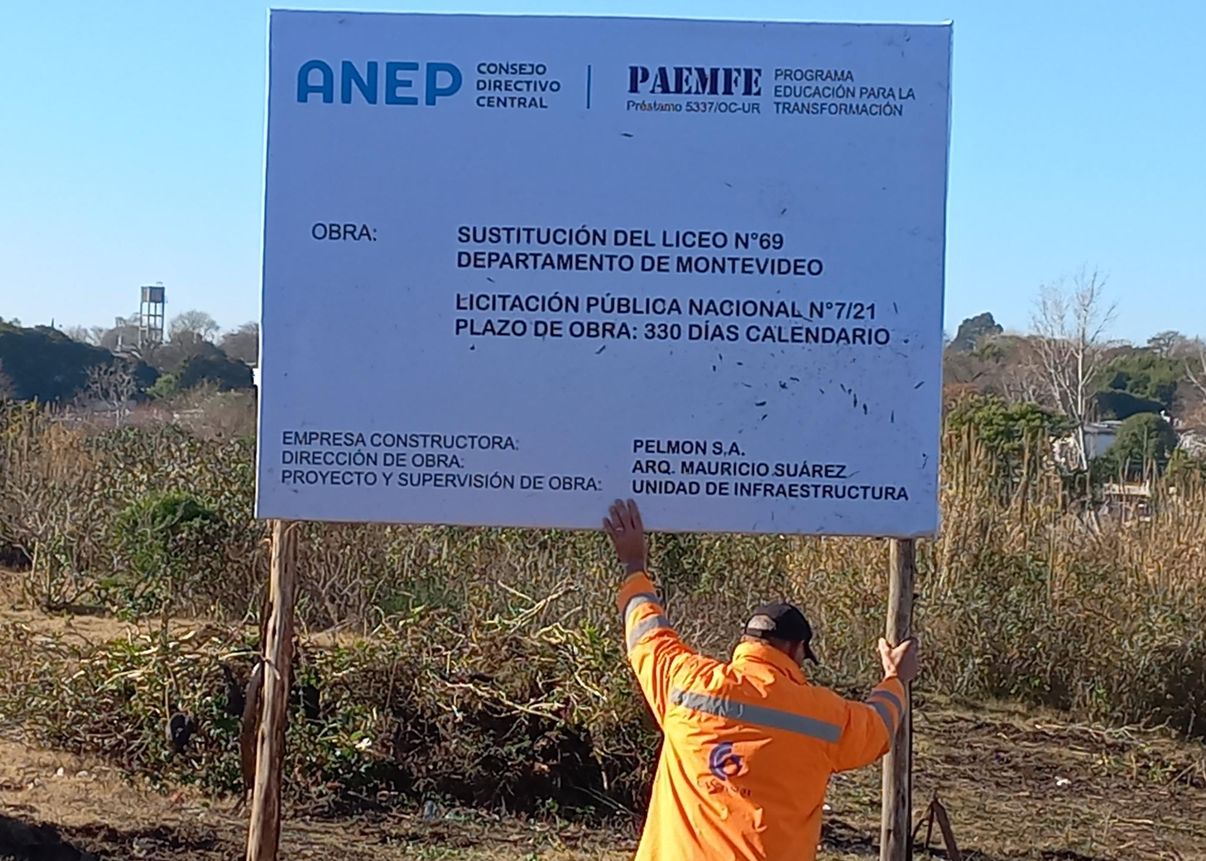 ANEP
CONSEJO
DIRECTIVO
CENTRAL
PAEMFE
Préstamo 5337/OC-UR
PROGRAMA
EDUCACIÓN PARA LA
TRANSFORMACIÓN
OBRA:
SUSTITUCIÓN DEL LICEO N°69
DEPARTAMENTO DE MONTEVIDEO
LICITACIÓN PÚBLICA NACIONAL N°7/21
PLAZO DE OBRA: 330 DÍAS CALENDARIO
EMPRESA CONSTRUCTORA: PELMON S.A.
DIRECCIÓN DE OBRA: ARQ. MAURICIO SUÁREZ
PROYECTO Y SUPERVISIÓN DE OBRA: UNIDAD DE INFRAESTRUCTURA